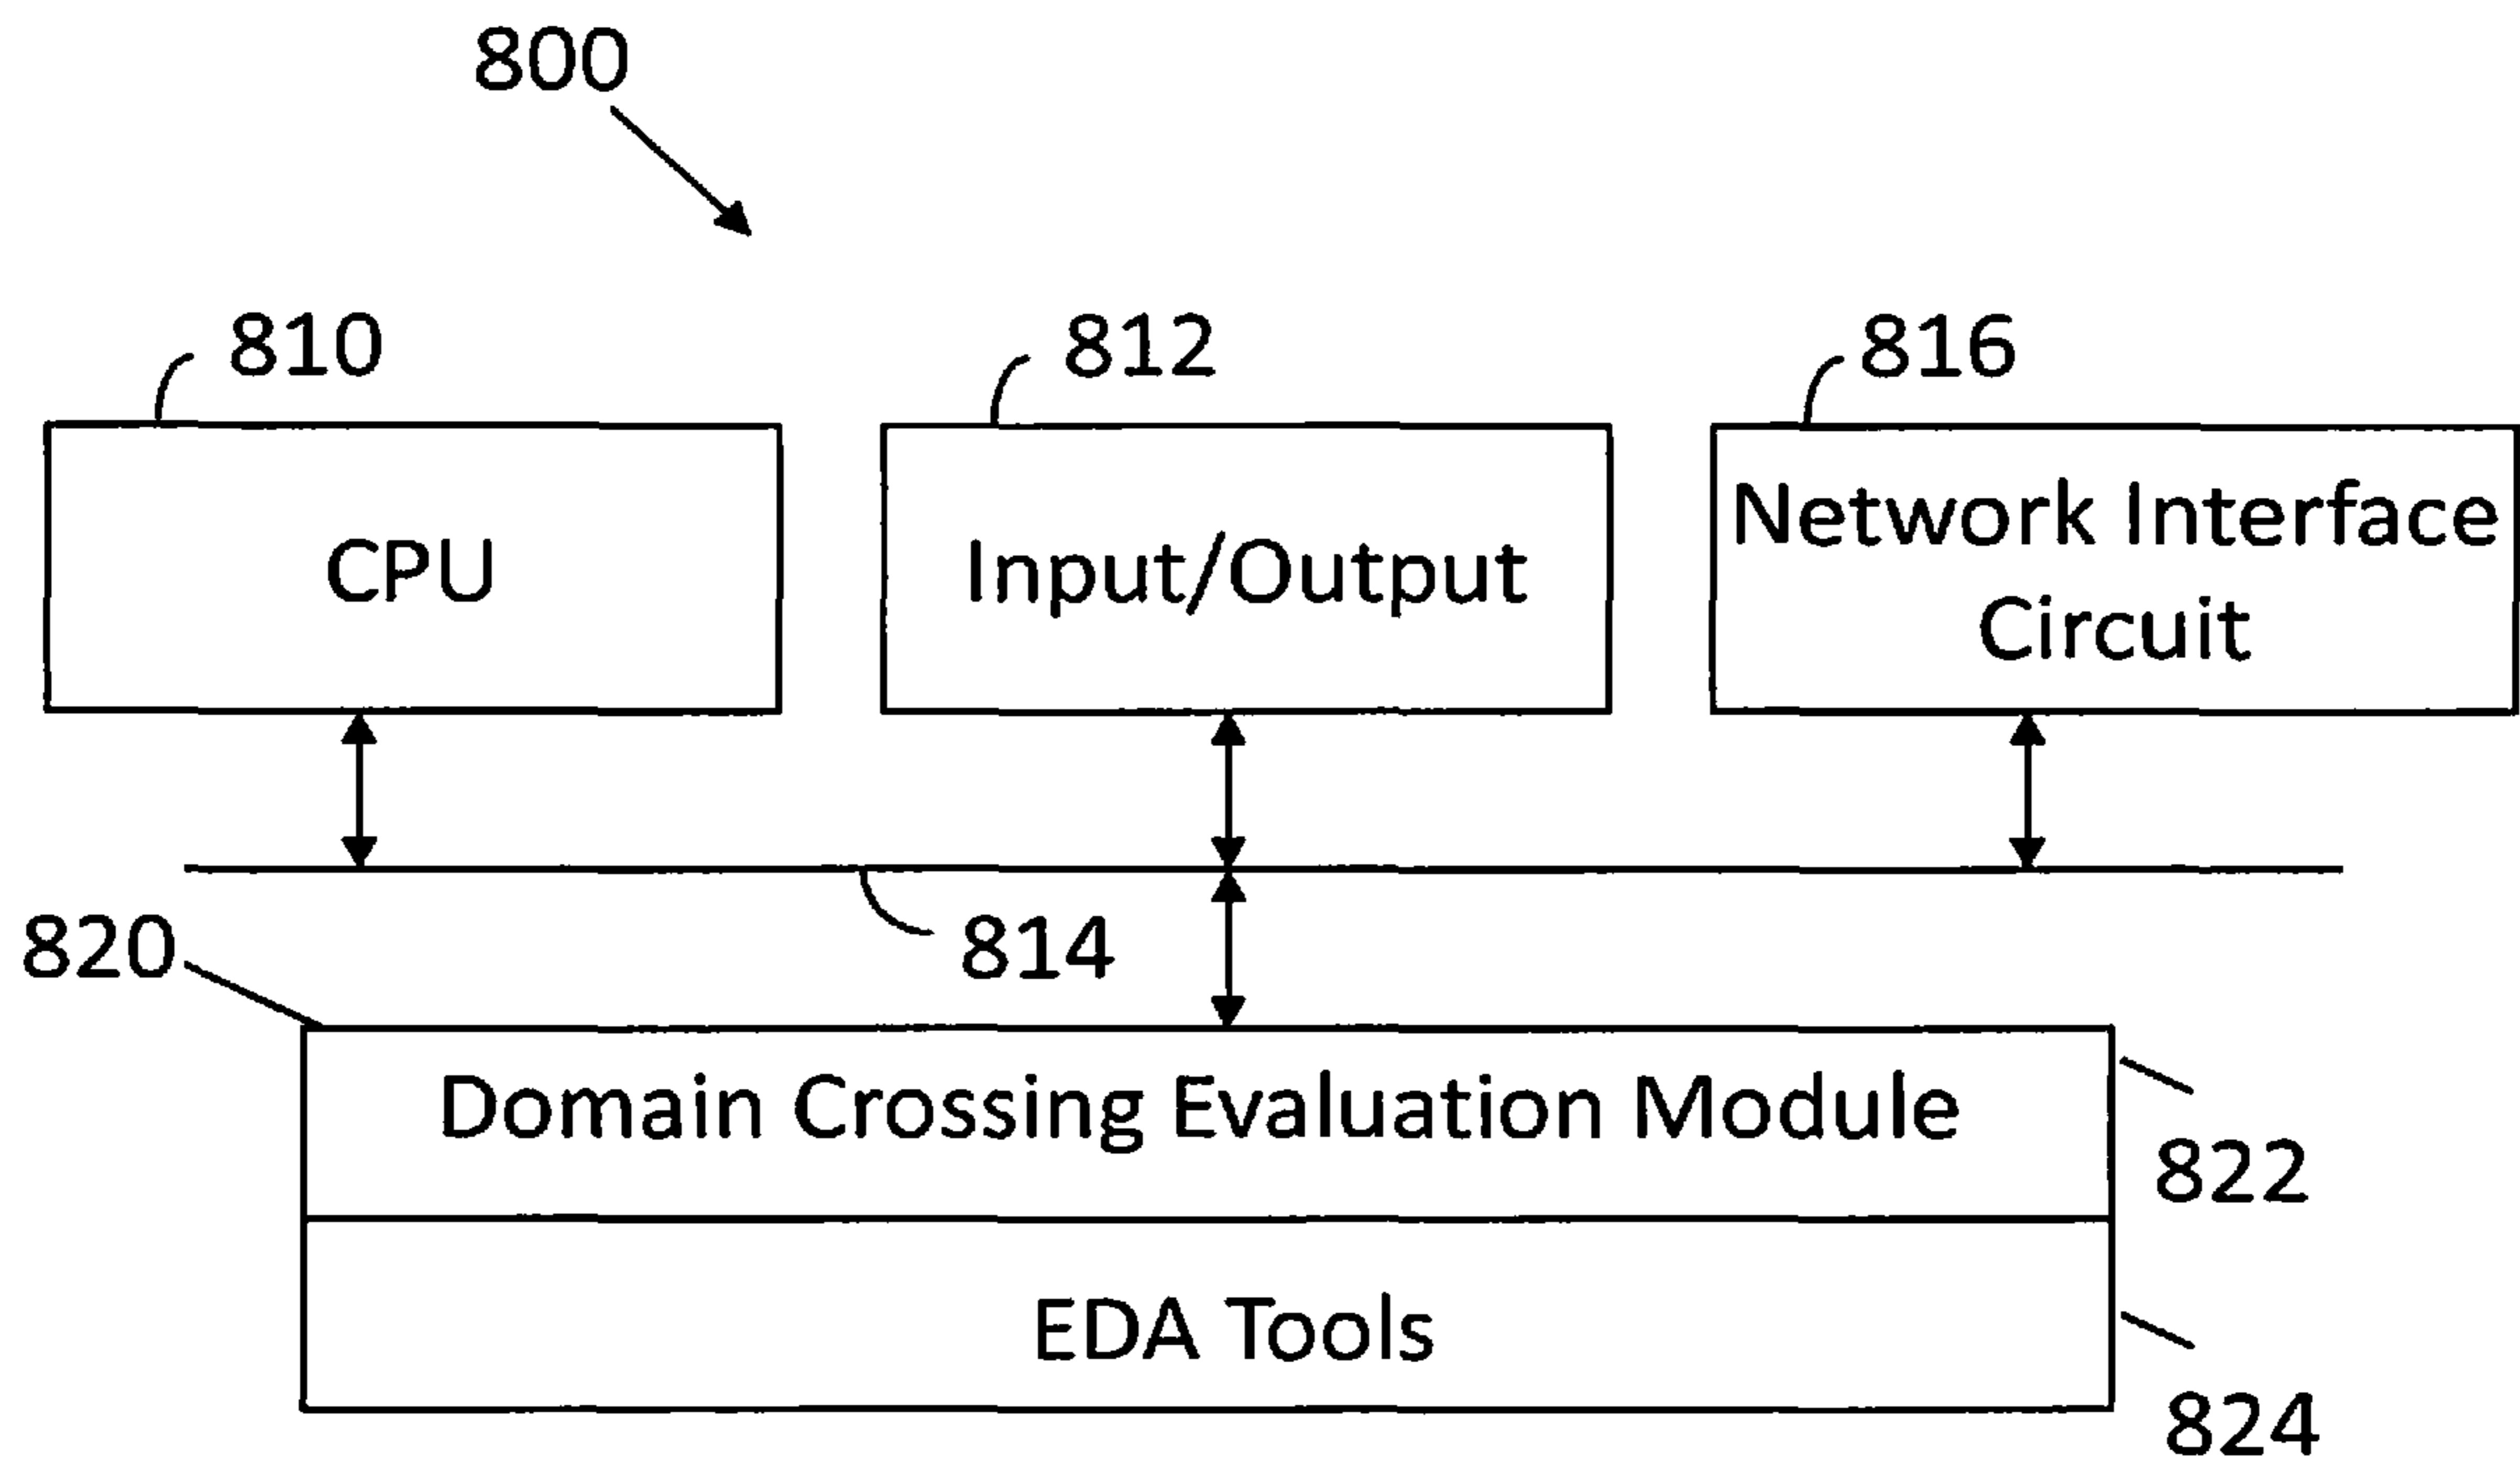 800
810
812
816
CPU
Input/Output
Network Interface
Circuit
820
814
Domain Crossing Evaluation Module
822
EDA Tools
824